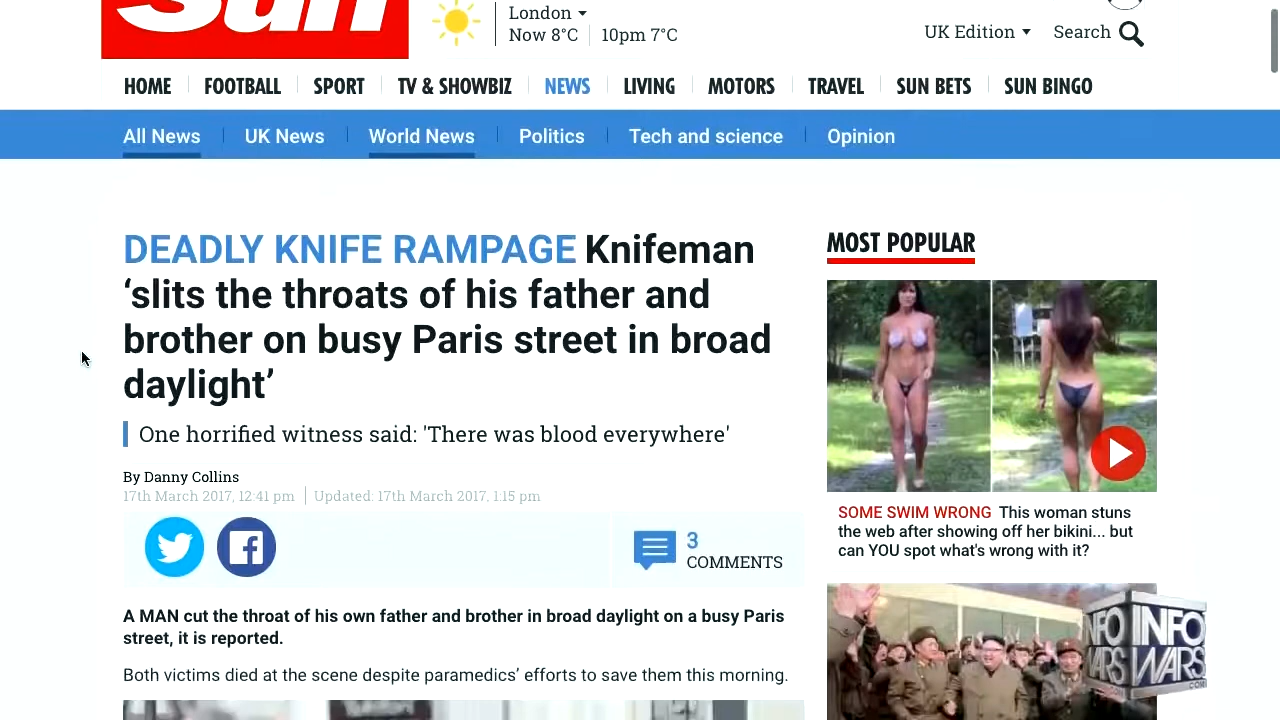 Sun
London
Now 8°C 10pm 7°C
UK Edition
Search
HOME FOOTBALL SPORT TV & SHOWBIZ NEWS LIVING MOTORS TRAVEL SUN BETS SUN BINGO
All News UK News World News Politics Tech and science Opinion
DEADLY KNIFE RAMPAGE Knifeman
‘slits the throats of his father and
brother on busy Paris street in broad
daylight’
One horrified witness said: 'There was blood everywhere'
By Danny Collins
17th March 2017, 12:41 pm Updated: 17th March 2017, 1:15 pm
3
COMMENTS
A MAN cut the throat of his own father and brother in broad daylight on a busy Paris
street, it is reported.
Both victims died at the scene despite paramedics’ efforts to save them this morning.
MOST POPULAR
SOME SWIM WRONG This woman stuns
the web after showing off her bikini... but
can YOU spot what's wrong with it?
INFO
WARS
INFO
WARS
.COM